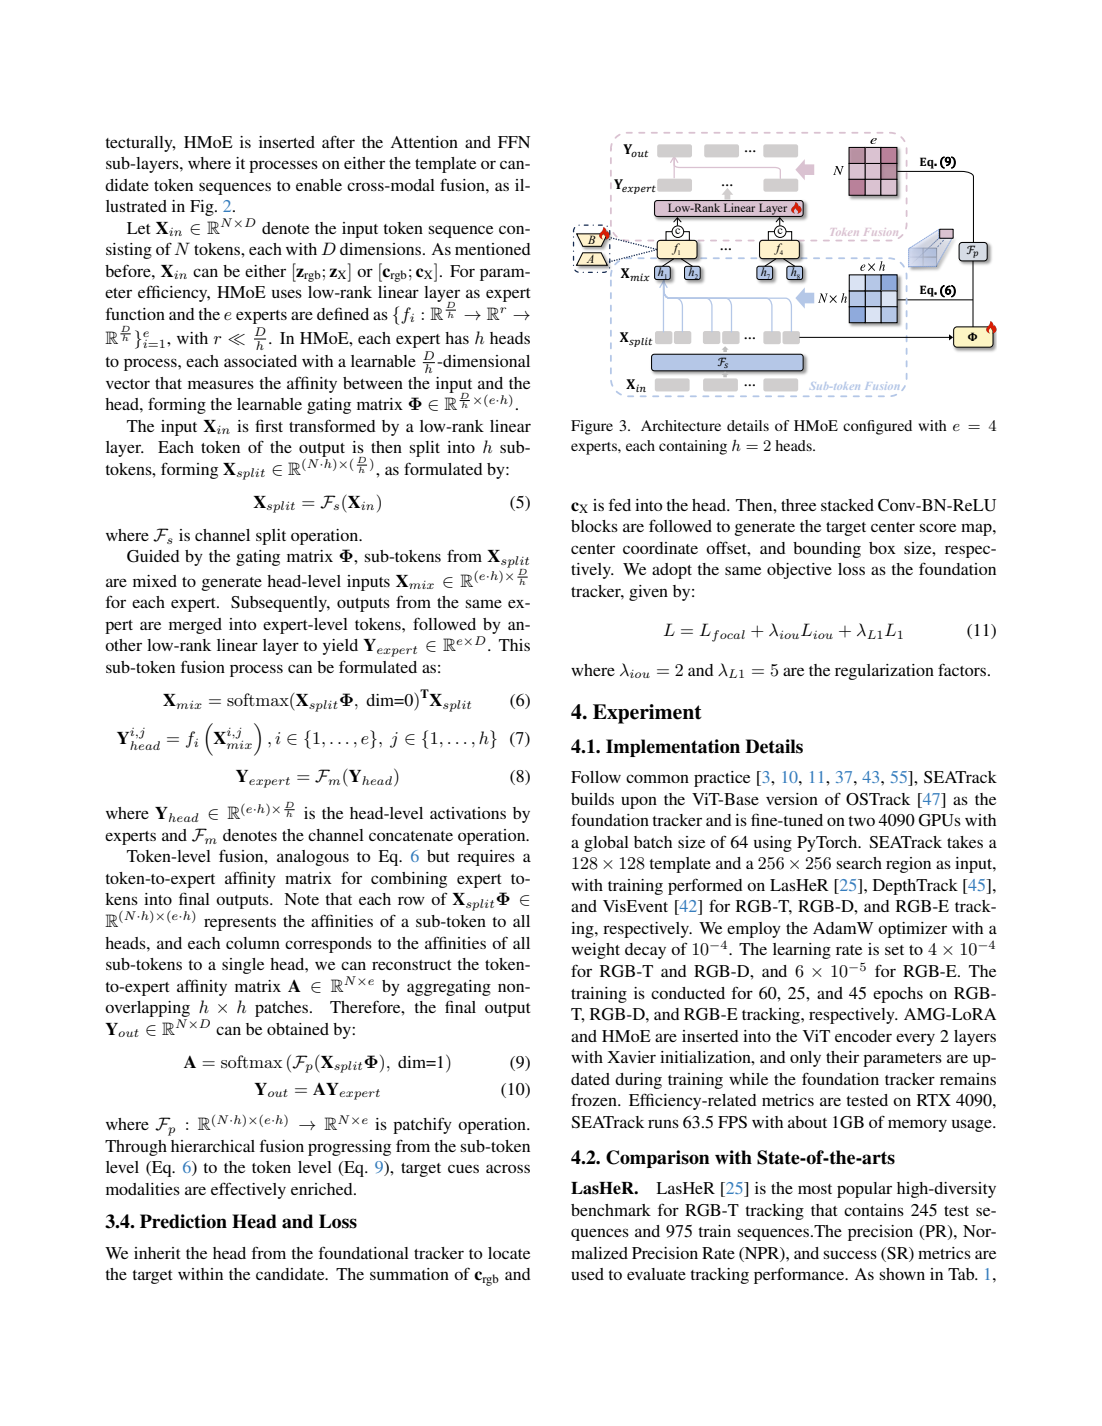 tecturally, HMoE is inserted after the Attention and FFN
sub-layers, where it processes on either the template or can-
didate token sequences to enable cross-modal fusion, as il-
lustrated in Fig. 2.
Let X_in ∈ ℝ^{N×D} denote the input token sequence con-
sisting of N tokens, each with D dimensions. As mentioned
before, X_in can be either [z_rgb; z_X] or [c_rgb; c_X]. For param-
eter efficiency, HMoE uses low-rank linear layer as expert
function and the e experts are defined as {f_i : ℝ^{D/h} → ℝ^r →
ℝ^{D/h}}_{i=1}^e, with r ≪ D/h. In HMoE, each expert has h heads
to process, each associated with a learnable D/h-dimensional
vector that measures the affinity between the input and the
head, forming the learnable gating matrix Φ ∈ ℝ^{D/h×(e·h)}.
The input X_in is first transformed by a low-rank linear
layer. Each token of the output is then split into h sub-
tokens, forming X_split ∈ ℝ^{(N·h)×(D/h)}, as formulated by:
X_split = F_s(X_in) (5)
where F_s is channel split operation.
Guided by the gating matrix Φ, sub-tokens from X_split
are mixed to generate head-level inputs X_mix ∈ ℝ^{(e·h)×D/h}
for each expert. Subsequently, outputs from the same ex-
pert are merged into expert-level tokens, followed by an-
other low-rank linear layer to yield Y_expert ∈ ℝ^{e×D}. This
sub-token fusion process can be formulated as:
X_mix = softmax(X_split Φ, dim=0)^T X_split (6)
Y_head^{i,j} = f_i (X_mix^{i,j}), i ∈ {1, . . . , e}, j ∈ {1, . . . , h} (7)
Y_expert = F_m(Y_head) (8)
where Y_head ∈ ℝ^{(e·h)×D/h} is the head-level activations by
experts and F_m denotes the channel concatenate operation.
Token-level fusion, analogous to Eq. 6 but requires a
token-to-expert affinity matrix for combining expert to-
kens into final outputs. Note that each row of X_split Φ ∈
ℝ^{(N·h)×(e·h)} represents the affinities of a sub-token to all
heads, and each column corresponds to the affinities of all
sub-tokens to a single head, we can reconstruct the token-
to-expert affinity matrix A ∈ ℝ^{N×e} by aggregating non-
overlapping h × h patches. Therefore, the final output
Y_out ∈ ℝ^{N×D} can be obtained by:
A = softmax (F_p(X_split Φ), dim=1) (9)
Y_out = AY_expert (10)
where F_p : ℝ^{(N·h)×(e·h)} → ℝ^{N×e} is patchify operation.
Through hierarchical fusion progressing from the sub-token
level (Eq. 6) to the token level (Eq. 9), target cues across
modalities are effectively enriched.
3.4. Prediction Head and Loss
We inherit the head from the foundational tracker to locate
the target within the candidate. The summation of c_rgb and
Y_out ... e
N Eq. (9)
Y_expert ...
Low-Rank Linear Layer
C C Token Fusion
B f_1 ... f_4 F_p
A
X_mix h_1 h_2 h_7 h_8 e×h
N×h Eq. (6)
X_split ... Φ
F_s
X_in ... Sub-token Fusion
Figure 3. Architecture details of HMoE configured with e = 4
experts, each containing h = 2 heads.
c_X is fed into the head. Then, three stacked Conv-BN-ReLU
blocks are followed to generate the target center score map,
center coordinate offset, and bounding box size, respec-
tively. We adopt the same objective loss as the foundation
tracker, given by:
L = L_focal + λ_iou L_iou + λ_L1 L_1 (11)
where λ_iou = 2 and λ_L1 = 5 are the regularization factors.
4. Experiment
4.1. Implementation Details
Follow common practice [3, 10, 11, 37, 43, 55], SEATrack
builds upon the ViT-Base version of OSTrack [47] as the
foundation tracker and is fine-tuned on two 4090 GPUs with
a global batch size of 64 using PyTorch. SEATrack takes a
128 × 128 template and a 256 × 256 search region as input,
with training performed on LasHeR [25], DepthTrack [45],
and VisEvent [42] for RGB-T, RGB-D, and RGB-E track-
ing, respectively. We employ the AdamW optimizer with a
weight decay of 10^{−4}. The learning rate is set to 4 × 10^{−4}
for RGB-T and RGB-D, and 6 × 10^{−5} for RGB-E. The
training is conducted for 60, 25, and 45 epochs on RGB-
T, RGB-D, and RGB-E tracking, respectively. AMG-LoRA
and HMoE are inserted into the ViT encoder every 2 layers
with Xavier initialization, and only their parameters are up-
dated during training while the foundation tracker remains
frozen. Efficiency-related metrics are tested on RTX 4090,
SEATrack runs 63.5 FPS with about 1GB of memory usage.
4.2. Comparison with State-of-the-arts
LasHeR. LasHeR [25] is the most popular high-diversity
benchmark for RGB-T tracking that contains 245 test se-
quences and 975 train sequences.The precision (PR), Nor-
malized Precision Rate (NPR), and success (SR) metrics are
used to evaluate tracking performance. As shown in Tab. 1,